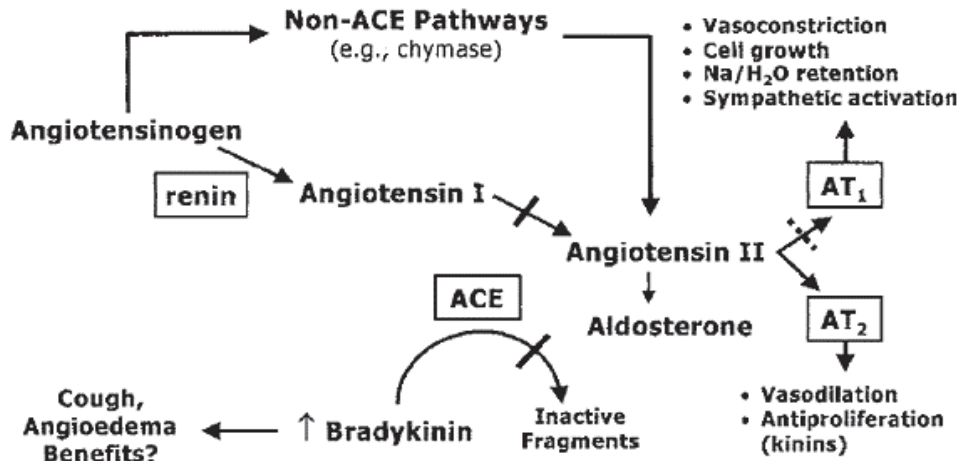 Non-ACE Pathways
(e.g., chymase)
• Vasoconstriction
• Cell growth
• Na/H₂O retention
• Sympathetic activation
Angiotensinogen
renin
Angiotensin I
AT₁
Angiotensin II
ACE
Aldosterone
AT₂
Cough,
Angioedema
Benefits?
↑ Bradykinin
Inactive
Fragments
• Vasodilation
• Antiproliferation
(kinins)